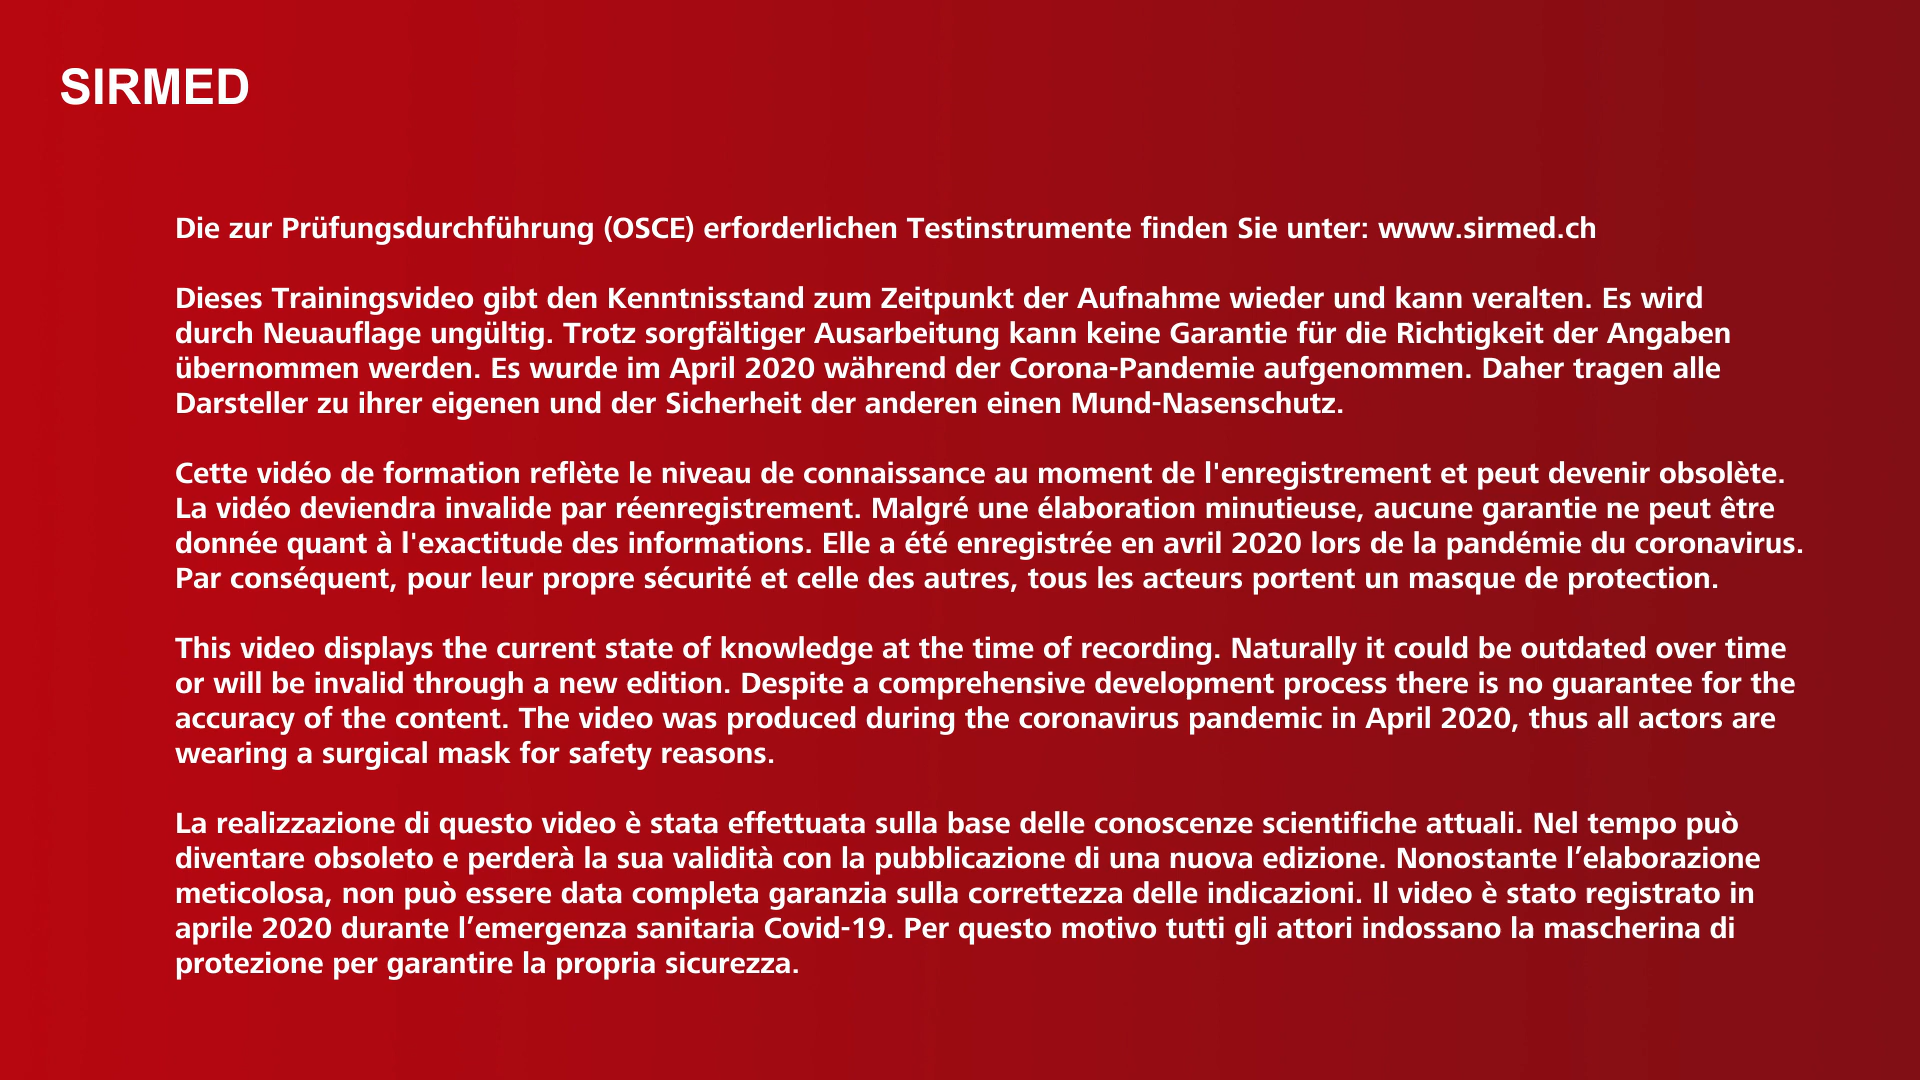 SIRMED
Die zur Prüfungsdurchführung (OSCE) erforderlichen Testinstrumente finden Sie unter: www.sirmed.ch
Dieses Trainingsvideo gibt den Kenntnisstand zum Zeitpunkt der Aufnahme wieder und kann veralten. Es wird
durch Neuauflage ungültig. Trotz sorgfältiger Ausarbeitung kann keine Garantie für die Richtigkeit der Angaben
übernommen werden. Es wurde im April 2020 während der Corona-Pandemie aufgenommen. Daher tragen alle
Darsteller zu ihrer eigenen und der Sicherheit der anderen einen Mund-Nasenschutz.
Cette vidéo de formation reflète le niveau de connaissance au moment de l'enregistrement et peut devenir obsolète.
La vidéo deviendra invalide par réenregistrement. Malgré une élaboration minutieuse, aucune garantie ne peut être
donnée quant à l'exactitude des informations. Elle a été enregistrée en avril 2020 lors de la pandémie du coronavirus.
Par conséquent, pour leur propre sécurité et celle des autres, tous les acteurs portent un masque de protection.
This video displays the current state of knowledge at the time of recording. Naturally it could be outdated over time
or will be invalid through a new edition. Despite a comprehensive development process there is no guarantee for the
accuracy of the content. The video was produced during the coronavirus pandemic in April 2020, thus all actors are
wearing a surgical mask for safety reasons.
La realizzazione di questo video è stata effettuata sulla base delle conoscenze scientifiche attuali. Nel tempo può
diventare obsoleto e perderà la sua validità con la pubblicazione di una nuova edizione. Nonostante l’elaborazione
meticolosa, non può essere data completa garanzia sulla correttezza delle indicazioni. Il video è stato registrato in
aprile 2020 durante l’emergenza sanitaria Covid-19. Per questo motivo tutti gli attori indossano la mascherina di
protezione per garantire la propria sicurezza.